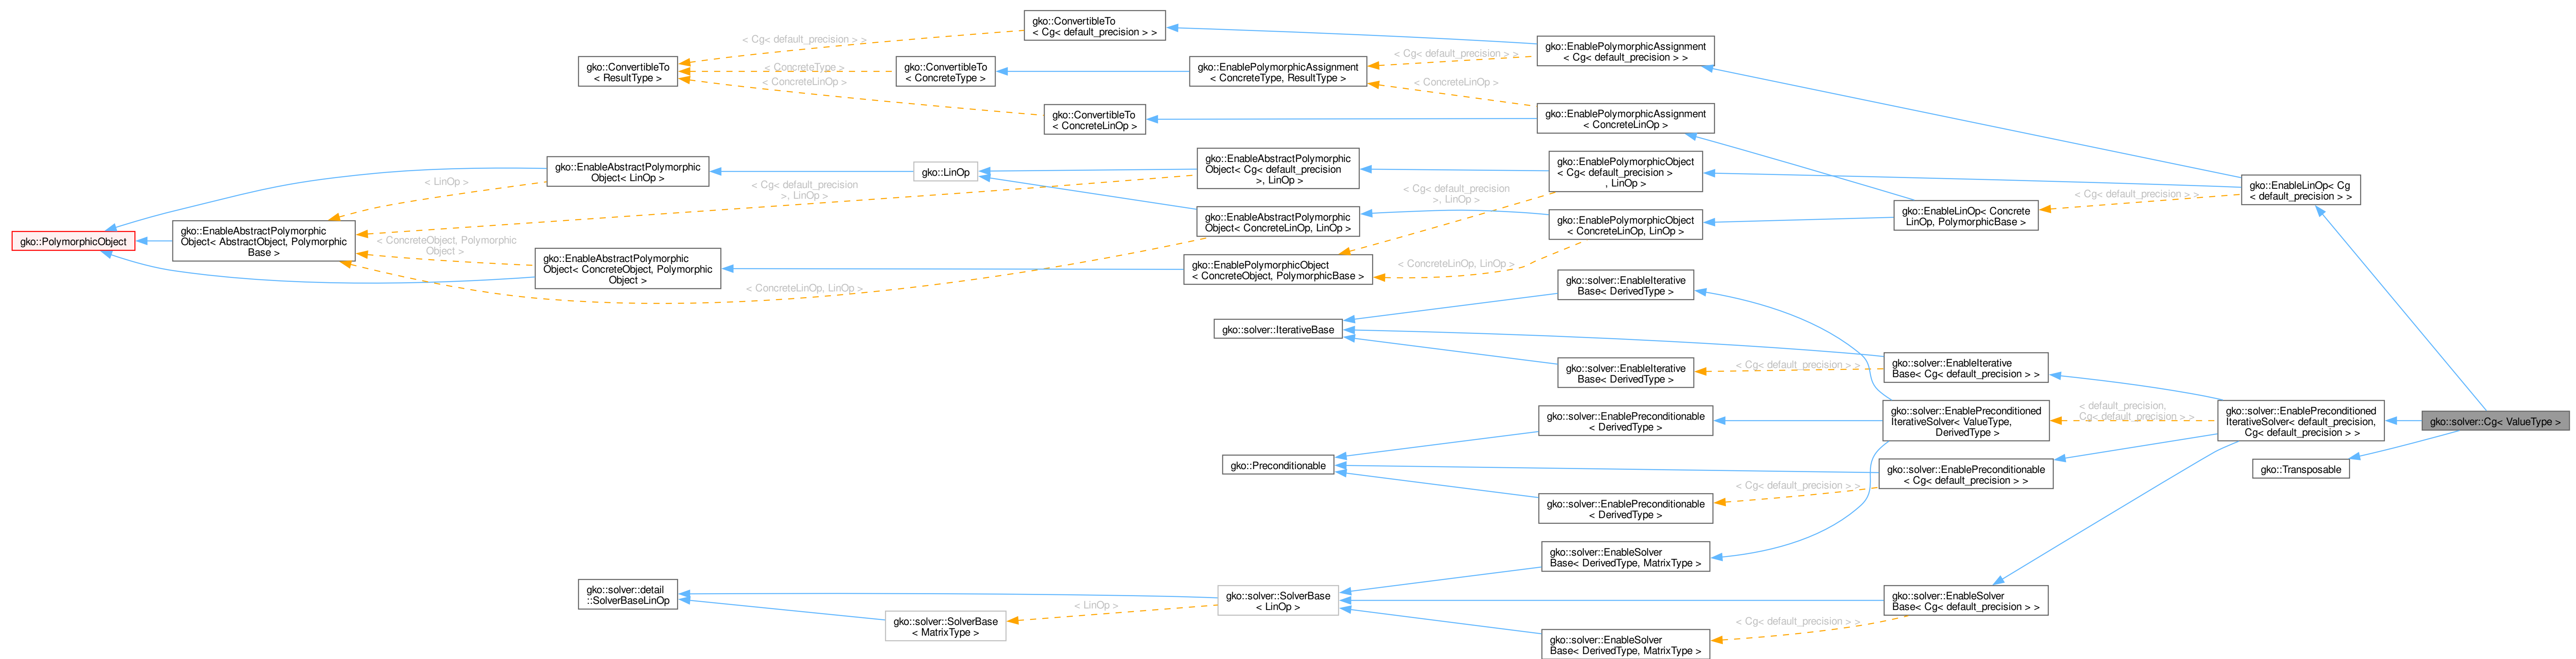 gko::ConvertibleTo
< Cg< default_precision > >
< Cg< default_precision > >
gko::ConvertibleTo
< ResultType >
< ConcreteType >
gko::ConvertibleTo
< ConcreteType >
gko::EnablePolymorphicAssignment
< ConcreteType, ResultType >
< Cg< default_precision > >
gko::EnablePolymorphicAssignment
< Cg< default_precision > >
< ConcreteLinOp >
< ConcreteLinOp >
gko::ConvertibleTo
< ConcreteLinOp >
gko::EnablePolymorphicAssignment
< ConcreteLinOp >
gko::EnableAbstractPolymorphic
Object< LinOp >
gko::LinOp
gko::EnableAbstractPolymorphic
Object< Cg< default_precision
>, LinOp >
gko::EnablePolymorphicObject
< Cg< default_precision >
, LinOp >
gko::EnableLinOp< Cg
< default_precision > >
< LinOp >
< Cg< default_precision
>, LinOp >
< Cg< default_precision
>, LinOp >
< Cg< default_precision > >
gko::PolymorphicObject
gko::EnableAbstractPolymorphic
Object< AbstractObject, Polymorphic
Base >
gko::EnableAbstractPolymorphic
Object< ConcreteLinOp, LinOp >
gko::EnablePolymorphicObject
< ConcreteLinOp, LinOp >
gko::EnableLinOp< Concrete
LinOp, PolymorphicBase >
< ConcreteObject, Polymorphic
Object >
gko::EnableAbstractPolymorphic
Object< ConcreteObject, Polymorphic
Object >
gko::EnablePolymorphicObject
< ConcreteObject, PolymorphicBase >
< ConcreteLinOp, LinOp >
< ConcreteLinOp, LinOp >
gko::solver::EnableIterative
Base< DerivedType >
gko::solver::IterativeBase
gko::solver::EnableIterative
Base< DerivedType >
< Cg< default_precision > >
gko::solver::EnableIterative
Base< Cg< default_precision > >
gko::solver::EnablePreconditionable
< DerivedType >
gko::solver::EnablePreconditioned
IterativeSolver< ValueType,
DerivedType >
< default_precision,
Cg< default_precision > >
gko::solver::EnablePreconditioned
IterativeSolver< default_precision,
Cg< default_precision > >
gko::solver::Cg< ValueType >
gko::Preconditionable
gko::solver::EnablePreconditionable
< Cg< default_precision > >
gko::Transposable
< Cg< default_precision > >
gko::solver::EnablePreconditionable
< DerivedType >
gko::solver::EnableSolver
Base< DerivedType, MatrixType >
gko::solver::detail
::SolverBaseLinOp
gko::solver::SolverBase
< LinOp >
gko::solver::EnableSolver
Base< Cg< default_precision > >
< LinOp >
gko::solver::SolverBase
< MatrixType >
< Cg< default_precision > >
gko::solver::EnableSolver
Base< DerivedType, MatrixType >